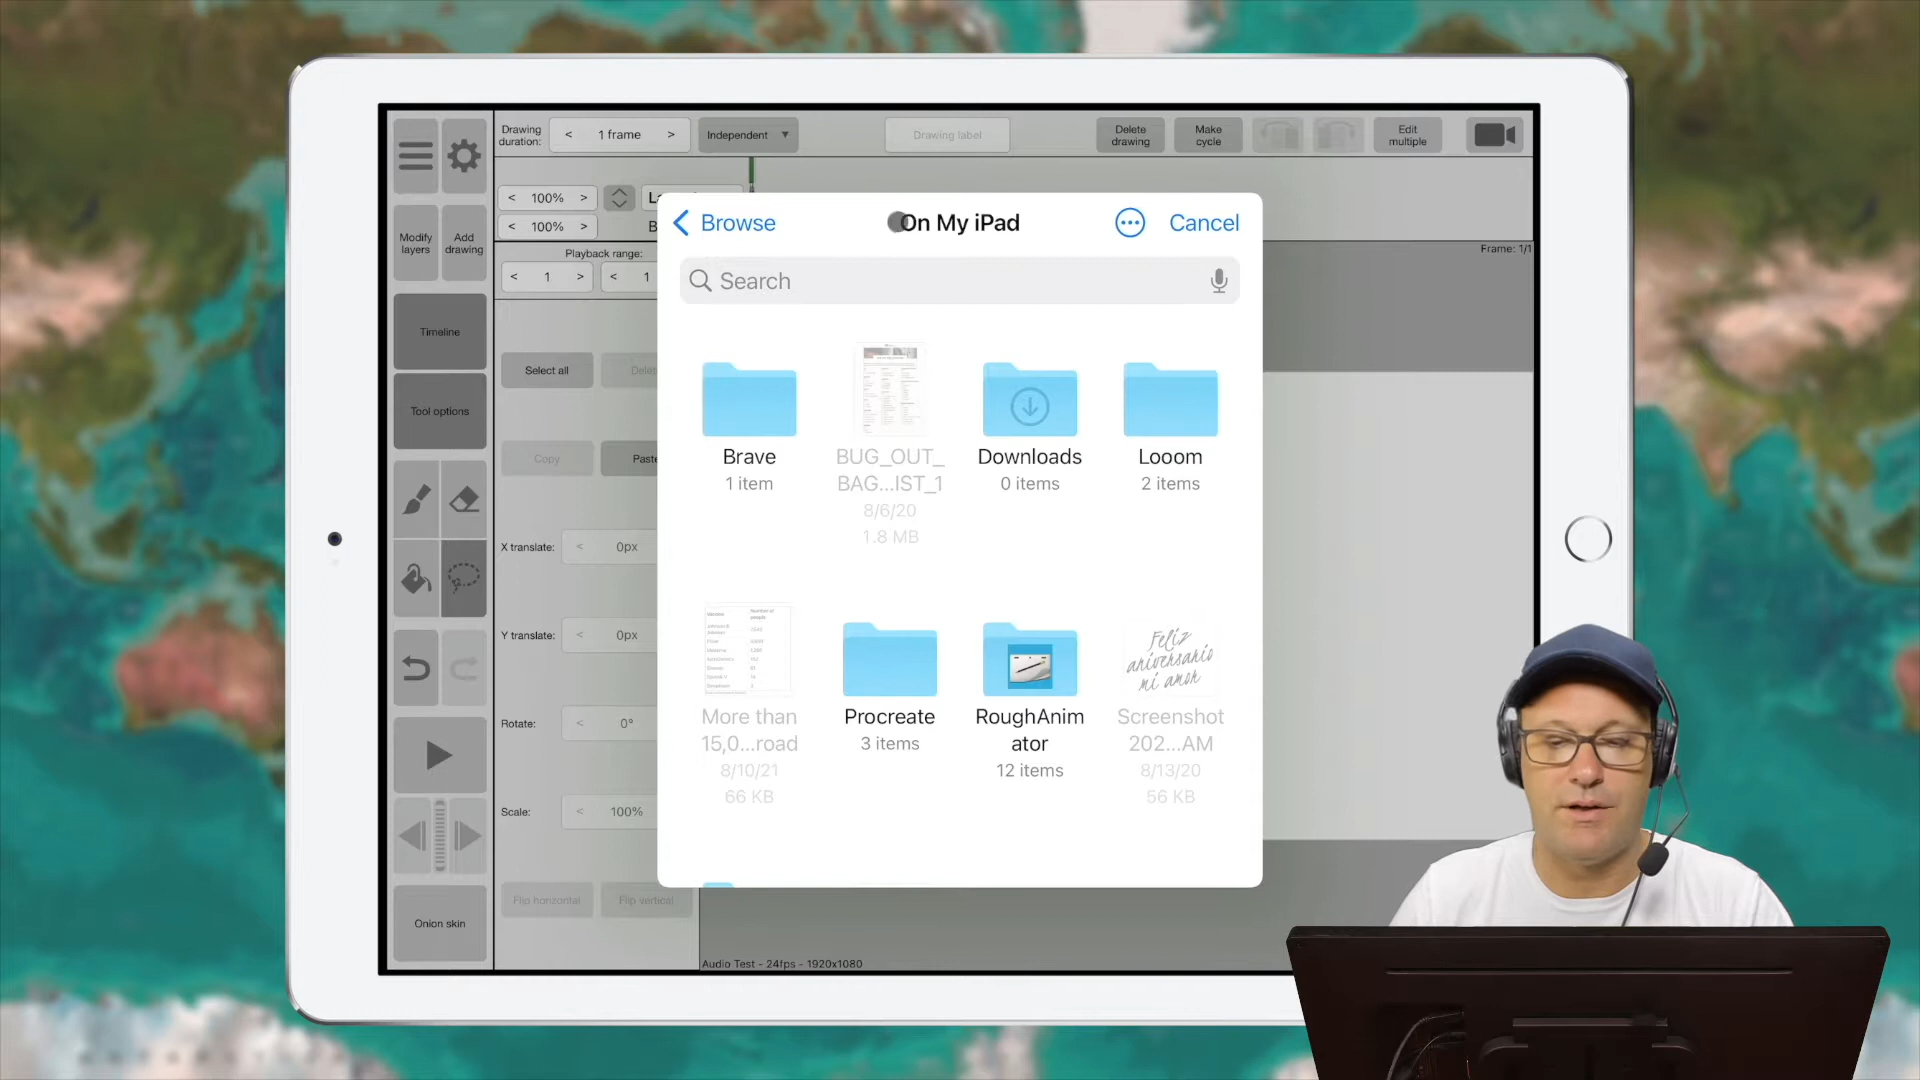 Drawing
duration:
< 1 frame >
Independent ▼
Drawing label
Delete
drawing
Make
cycle
Edit
multiple
< 100% >
< 100% >
Playback range:
< 1 >
< 1
Frame: 1/1
Modify
layers
Add
drawing
Timeline
Tool options
Onion skin
Select all
Copy
Paste
X translate:
< 0px
Y translate:
< 0px
Rotate:
< 0°
Scale:
< 100%
Flip horizontal
Flip vertical
Audio Test - 24fps - 1920x1080
Browse
On My iPad
Cancel
Search
Brave
1 item
BUG_OUT_
BAG...IST_1
8/6/20
1.8 MB
Downloads
0 items
Looom
2 items
More than
15,0...road
8/10/21
66 KB
Procreate
3 items
RoughAnim
ator
12 items
Feliz
aniversario
mi amor
Screenshot
202...AM
8/13/20
56 KB